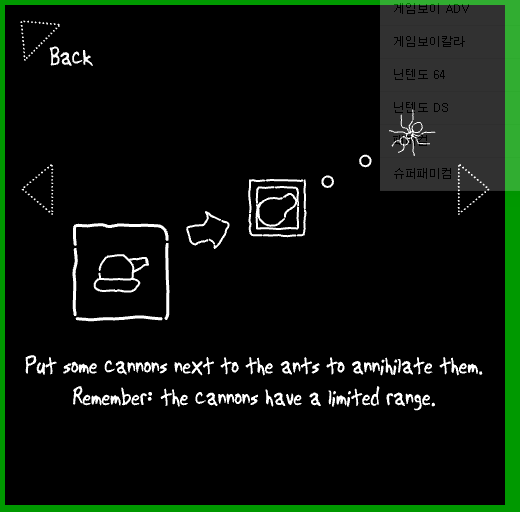 게임보이 ADV
Back
게임보이칼라
닌텐도 64
닌텐도 DS
슈퍼패미컴
Put some cannons next to the ants to annihilate them.
Remember: the cannons have a limited range.